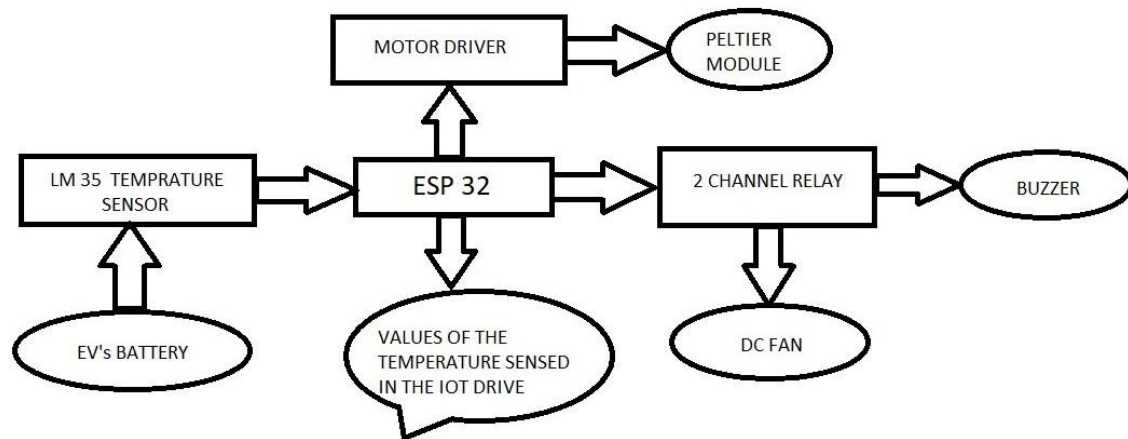 MOTOR DRIVER
PELTIER
MODULE
LM 35 TEMPRATURE
SENSOR
ESP 32
2 CHANNEL RELAY
BUZZER
EV's BATTERY
VALUES OF THE
TEMPERATURE SENSED
IN THE IOT DRIVE
DC FAN